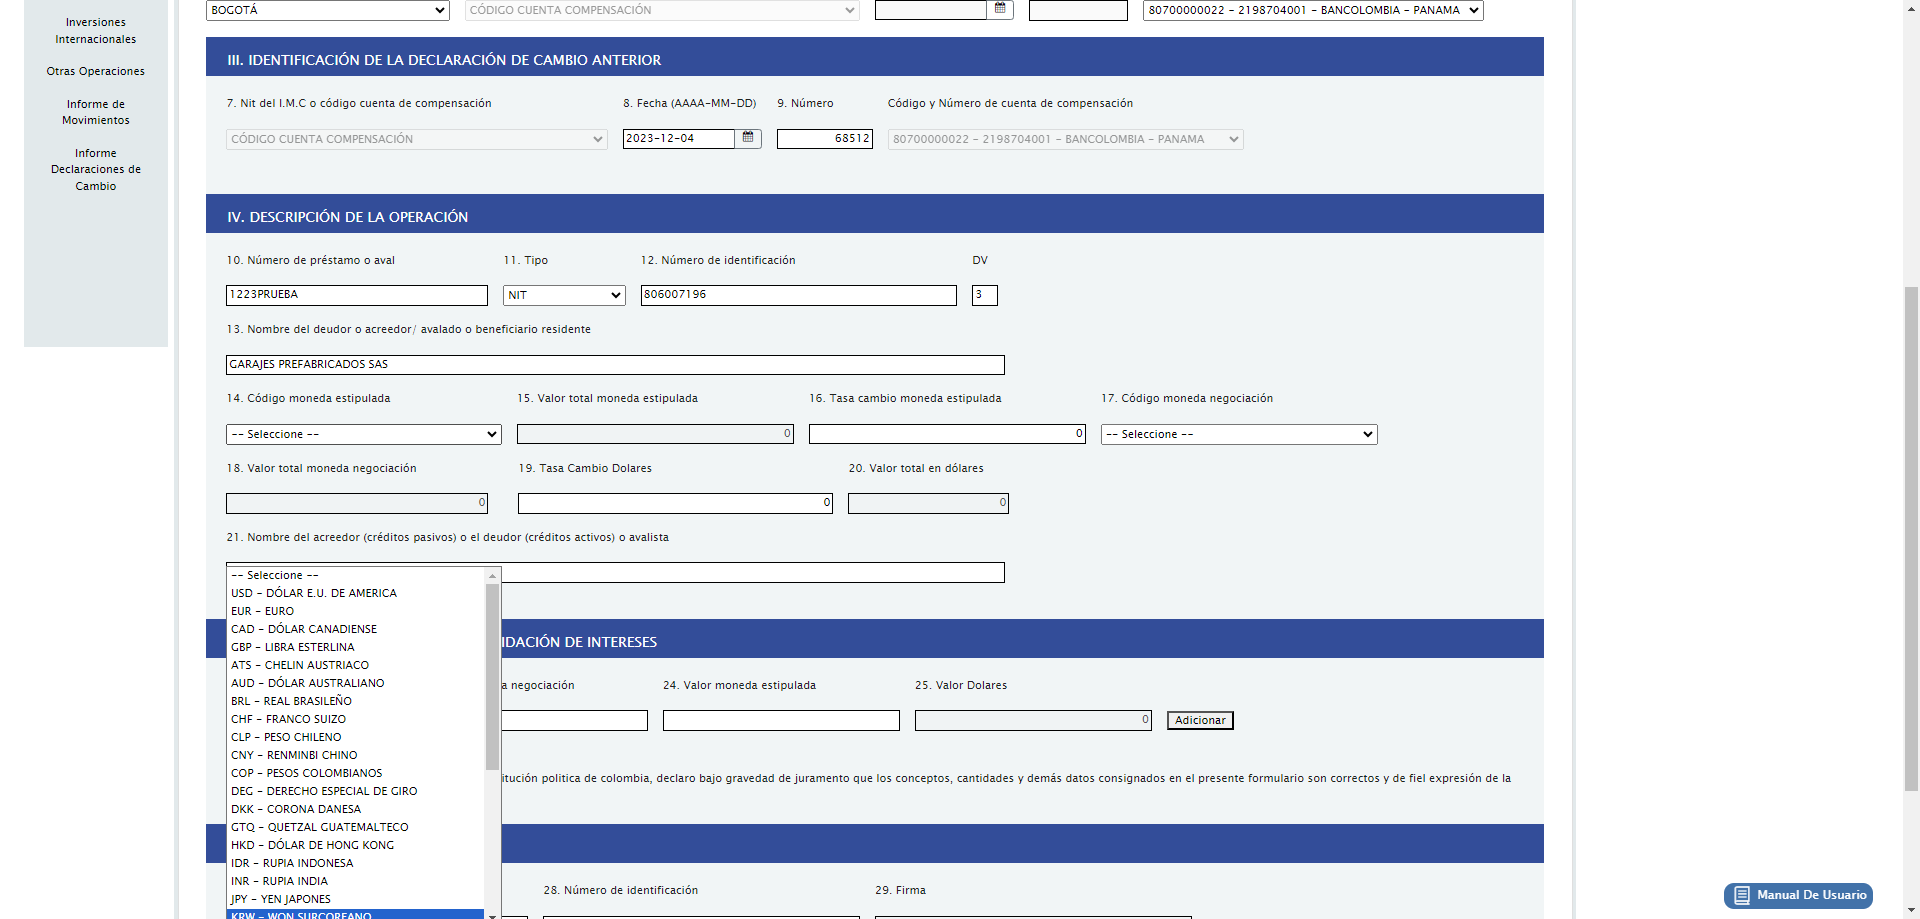 BOGOTÁ CÓDIGO CUENTA COMPENSACIÓN 80700000022 - 2198704001 - BANCOLOMBIA - PANAMA
Inversiones
Internacionales
Otras Operaciones
Informe de
Movimientos
Informe
Declaraciones de
Cambio
III. IDENTIFICACIÓN DE LA DECLARACIÓN DE CAMBIO ANTERIOR
7. Nit del I.M.C o código cuenta de compensación 8. Fecha (AAAA-MM-DD) 9. Número Código y Número de cuenta de compensación
CÓDIGO CUENTA COMPENSACIÓN 2023-12-04 68512 80700000022 - 2198704001 - BANCOLOMBIA - PANAMA
IV. DESCRIPCIÓN DE LA OPERACIÓN
10. Número de préstamo o aval 11. Tipo 12. Número de identificación DV
1223PRUEBA NIT 806007196 3
13. Nombre del deudor o acreedor/ avalado o beneficiario residente
GARAJES PREFABRICADOS SAS
14. Código moneda estipulada 15. Valor total moneda estipulada 16. Tasa cambio moneda estipulada 17. Código moneda negociación
-- Seleccione -- 0 0 -- Seleccione --
18. Valor total moneda negociación 19. Tasa Cambio Dolares 20. Valor total en dólares
0 0 0
21. Nombre del acreedor (créditos pasivos) o el deudor (créditos activos) o avalista
-- Seleccione --
USD - DÓLAR E.U. DE AMERICA
EUR - EURO
CAD - DÓLAR CANADIENSE
GBP - LIBRA ESTERLINA
ATS - CHELIN AUSTRIACO
AUD - DÓLAR AUSTRALIANO
BRL - REAL BRASILEÑO
CHF - FRANCO SUIZO
CLP - PESO CHILENO
CNY - RENMINBI CHINO
COP - PESOS COLOMBIANOS
DEG - DERECHO ESPECIAL DE GIRO
DKK - CORONA DANESA
GTQ - QUETZAL GUATEMALTECO
HKD - DÓLAR DE HONG KONG
IDR - RUPIA INDONESA
INR - RUPIA INDIA
JPY - YEN JAPONES
KRW - WON SURCOREANO
IDACIÓN DE INTERESES
a negociación 24. Valor moneda estipulada 25. Valor Dolares
0 Adicionar
itución politica de colombia, declaro bajo gravedad de juramento que los conceptos, cantidades y demás datos consignados en el presente formulario son correctos y de fiel expresión de la
28. Número de identificación 29. Firma
Manual De Usuario